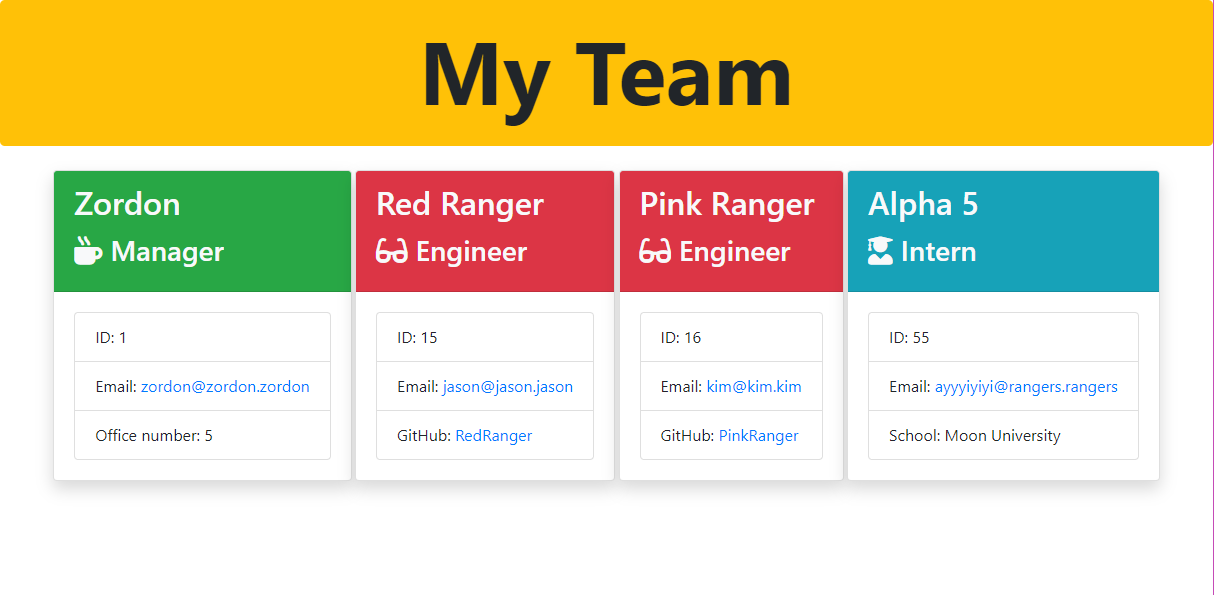 My Team
Zordon
Manager
ID: 1
Email: zordon@zordon.zordon
Office number: 5
Red Ranger
Engineer
ID: 15
Email: jason@jason.jason
GitHub: RedRanger
Pink Ranger
Engineer
ID: 16
Email: kim@kim.kim
GitHub: PinkRanger
Alpha 5
Intern
ID: 55
Email: ayyyiyiyi@rangers.rangers
School: Moon University